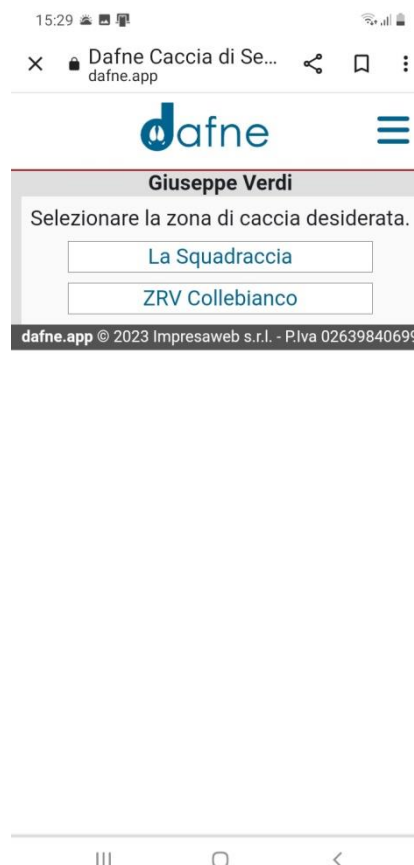 15:29
Dafne Caccia di Se...
dafne.app
dafne
Giuseppe Verdi
Selezionare la zona di caccia desiderata.
La Squadraccia
ZRV Collebianco
dafne.app © 2023 Impresaweb s.r.l. - P.Iva 02639840699